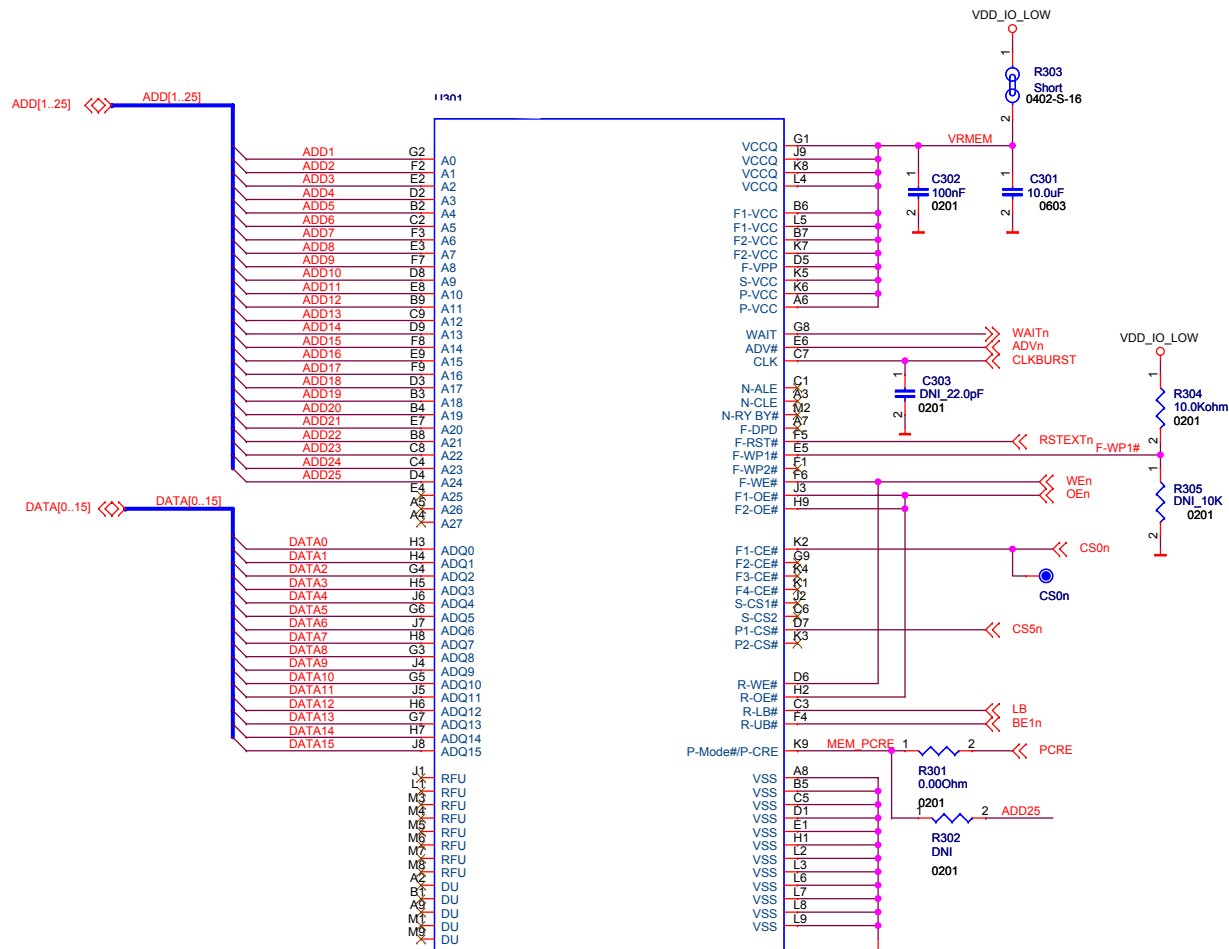 VDD_IO_LOW
1
R303
Short
0402-S-16
2
ADD[1..25]
ADD[1..25]
U301
VRMEM
ADD1 G2 A0
ADD2 F2 A1
ADD3 E2 A2
ADD4 D2 A3
ADD5 B2 A4
ADD6 C2 A5
ADD7 F3 A6
ADD8 E3 A7
ADD9 F7 A8
ADD10 D8 A9
ADD11 E8 A10
ADD12 B9 A11
ADD13 C9 A12
ADD14 D9 A13
ADD15 F8 A14
ADD16 E9 A15
ADD17 F9 A16
ADD18 D3 A17
ADD19 B3 A18
ADD20 B4 A19
ADD21 E7 A20
ADD22 B8 A21
ADD23 C8 A22
ADD24 C4 A23
ADD25 D4 A24
E4 A25
A5 A26
A4 A27
DATA[0..15]
DATA[0..15]
DATA0 H3 ADQ0
DATA1 H4 ADQ1
DATA2 G4 ADQ2
DATA3 H5 ADQ3
DATA4 J6 ADQ4
DATA5 G6 ADQ5
DATA6 J7 ADQ6
DATA7 H8 ADQ7
DATA8 G3 ADQ8
DATA9 J4 ADQ9
DATA10 G5 ADQ10
DATA11 J5 ADQ11
DATA12 H6 ADQ12
DATA13 G7 ADQ13
DATA14 H7 ADQ14
DATA15 J8 ADQ15
J1 RFU
L1 RFU
M3 RFU
M4 RFU
M5 RFU
M6 RFU
M7 RFU
M8 RFU
A2 DU
B1 DU
A9 DU
M1 DU
M9 DU
VCCQ G1
VCCQ J9
VCCQ K8
VCCQ L4
F1-VCC B6
F1-VCC L5
F2-VCC B7
F2-VCC K7
F-VPP D5
S-VCC K5
P-VCC K6
P-VCC A6
1
C302
100nF
2
0201
1
C301
10.0uF
2
0603
WAIT G8 WAITn
ADV# E6 ADVn
CLK C7 CLKBURST
1
C303
DNI_22.0pF
0201
2
N-ALE C1
N-CLE A3
N-RY BY# M2
F-DPD A7
F-RST# F5 RSTEXTn
F-WP1# E5 F-WP1#
F-WP2# F1
F-WE# F6 WEn
F1-OE# J3 OEn
F2-OE# H9
VDD_IO_LOW
1
R304
10.0Kohm
0201
2
1
R305
DNI_10K
0201
2
F1-CE# K2 CS0n
F2-CE# G9
F3-CE# K4
F4-CE# K1
CS0n
S-CS1# J2
S-CS2 C6
P1-CS# D7 CS5n
P2-CS# K3
R-WE# D6
R-OE# H2
R-LB# C3 LB
R-UB# F4 BE1n
P-Mode#/P-CRE K9 MEM_PCRE 1 2 PCRE
R301
0.00Ohm
0201
1 2 ADD25
R302
DNI
0201
VSS A8
VSS B5
VSS C5
VSS D1
VSS E1
VSS H1
VSS L2
VSS L3
VSS L6
VSS L7
VSS L8
VSS L9